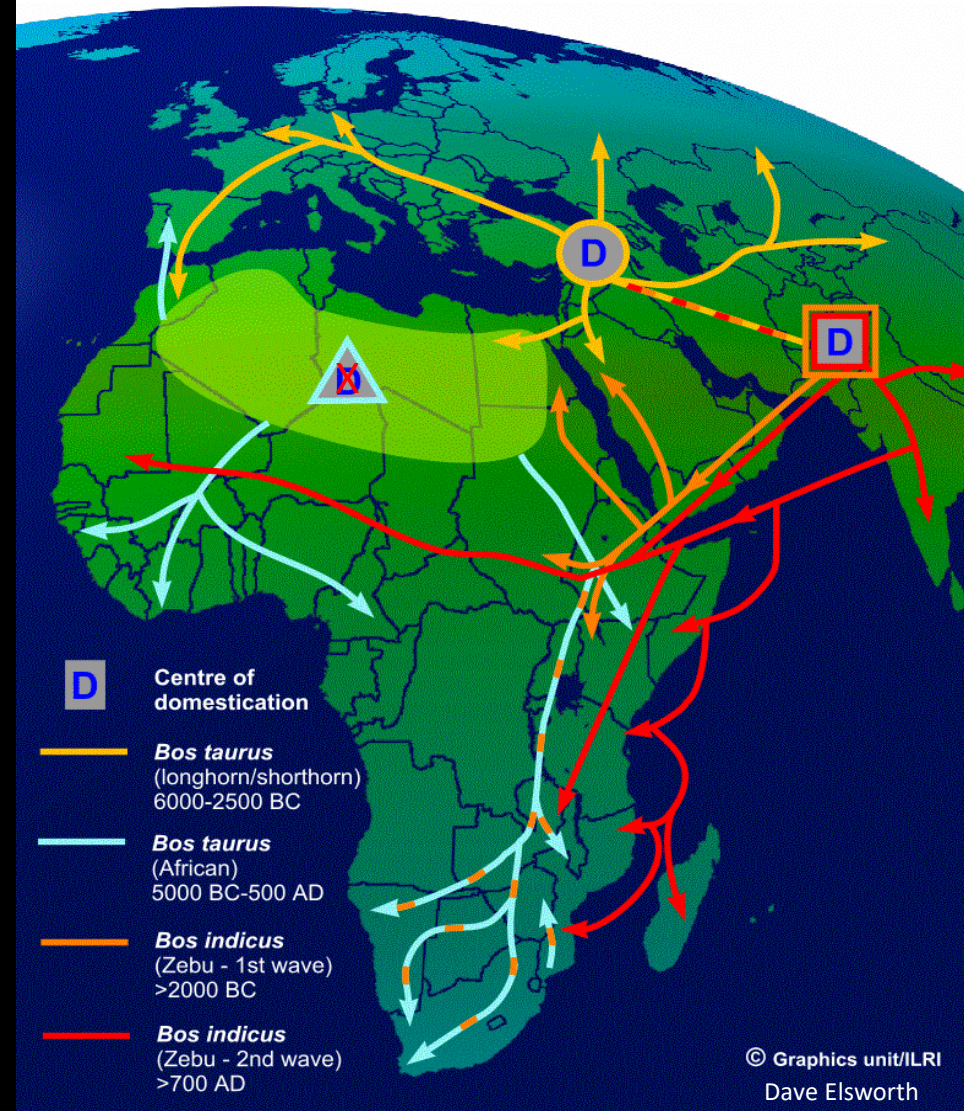 D
D
D
D
Centre of
domestication
Bos taurus
(longhorn/shorthorn)
6000-2500 BC
Bos taurus
(African)
5000 BC-500 AD
Bos indicus
(Zebu - 1st wave)
>2000 BC
Bos indicus
(Zebu - 2nd wave)
>700 AD
© Graphics unit/ILRI
Dave Elsworth